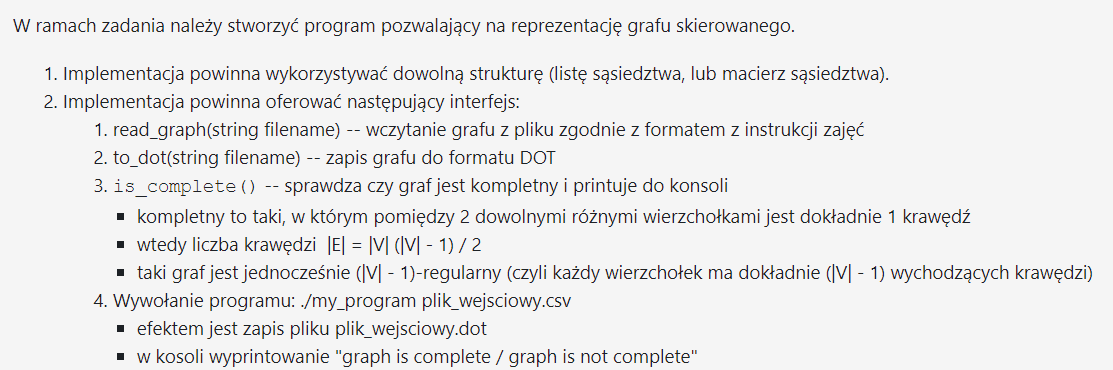 W ramach zadania należy stworzyć program pozwalający na reprezentację grafu skierowanego.
1. Implementacja powinna wykorzystywać dowolną strukturę (listę sąsiedztwa, lub macierz sąsiedztwa).
2. Implementacja powinna oferować następujący interfejs:
1. read_graph(string filename) -- wczytanie grafu z pliku zgodnie z formatem z instrukcji zajęć
2. to_dot(string filename) -- zapis grafu do formatu DOT
3. is_complete() -- sprawdza czy graf jest kompletny i printuje do konsoli
▪ kompletny to taki, w którym pomiędzy 2 dowolnymi różnymi wierzchołkami jest dokładnie 1 krawędź
▪ wtedy liczba krawędzi |E| = |V| (|V| - 1) / 2
▪ taki graf jest jednocześnie (|V| - 1)-regularny (czyli każdy wierzchołek ma dokładnie (|V| - 1) wychodzących krawędzi)
4. Wywołanie programu: ./my_program plik_wejsciowy.csv
▪ efektem jest zapis pliku plik_wejsciowy.dot
▪ w kosoli wyprintowanie "graph is complete / graph is not complete"